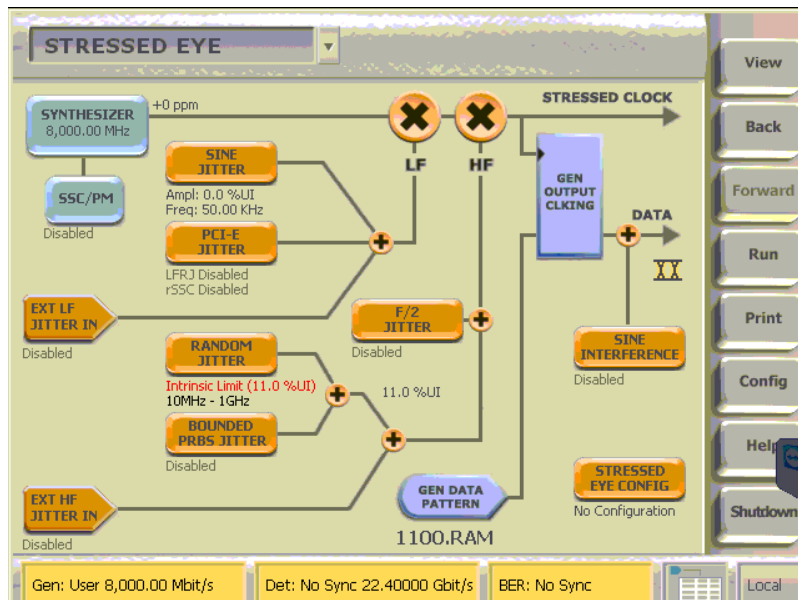 STRESSED EYE
View
Back
Forward
Run
Print
Config
Help
Shutdown
SYNTHESIZER
8,000.00 MHz
+0 ppm
SSC/PM
Disabled
SINE
JITTER
Ampl: 0.0 %UI
Freq: 50.00 KHz
PCI-E
JITTER
LFRJ Disabled
rSSC Disabled
EXT LF
JITTER IN
Disabled
LF
HF
STRESSED CLOCK
GEN
OUTPUT
CLKING
DATA
F/2
JITTER
Disabled
SINE
INTERFERENCE
Disabled
RANDOM
JITTER
Intrinsic Limit (11.0 %UI)
10MHz - 1GHz
11.0 %UI
BOUNDED
PRBS JITTER
Disabled
EXT HF
JITTER IN
Disabled
GEN DATA
PATTERN
1100.RAM
STRESSED
EYE CONFIG
No Configuration
Gen: User 8,000.00 Mbit/s
Det: No Sync 22.40000 Gbit/s
BER: No Sync
Local